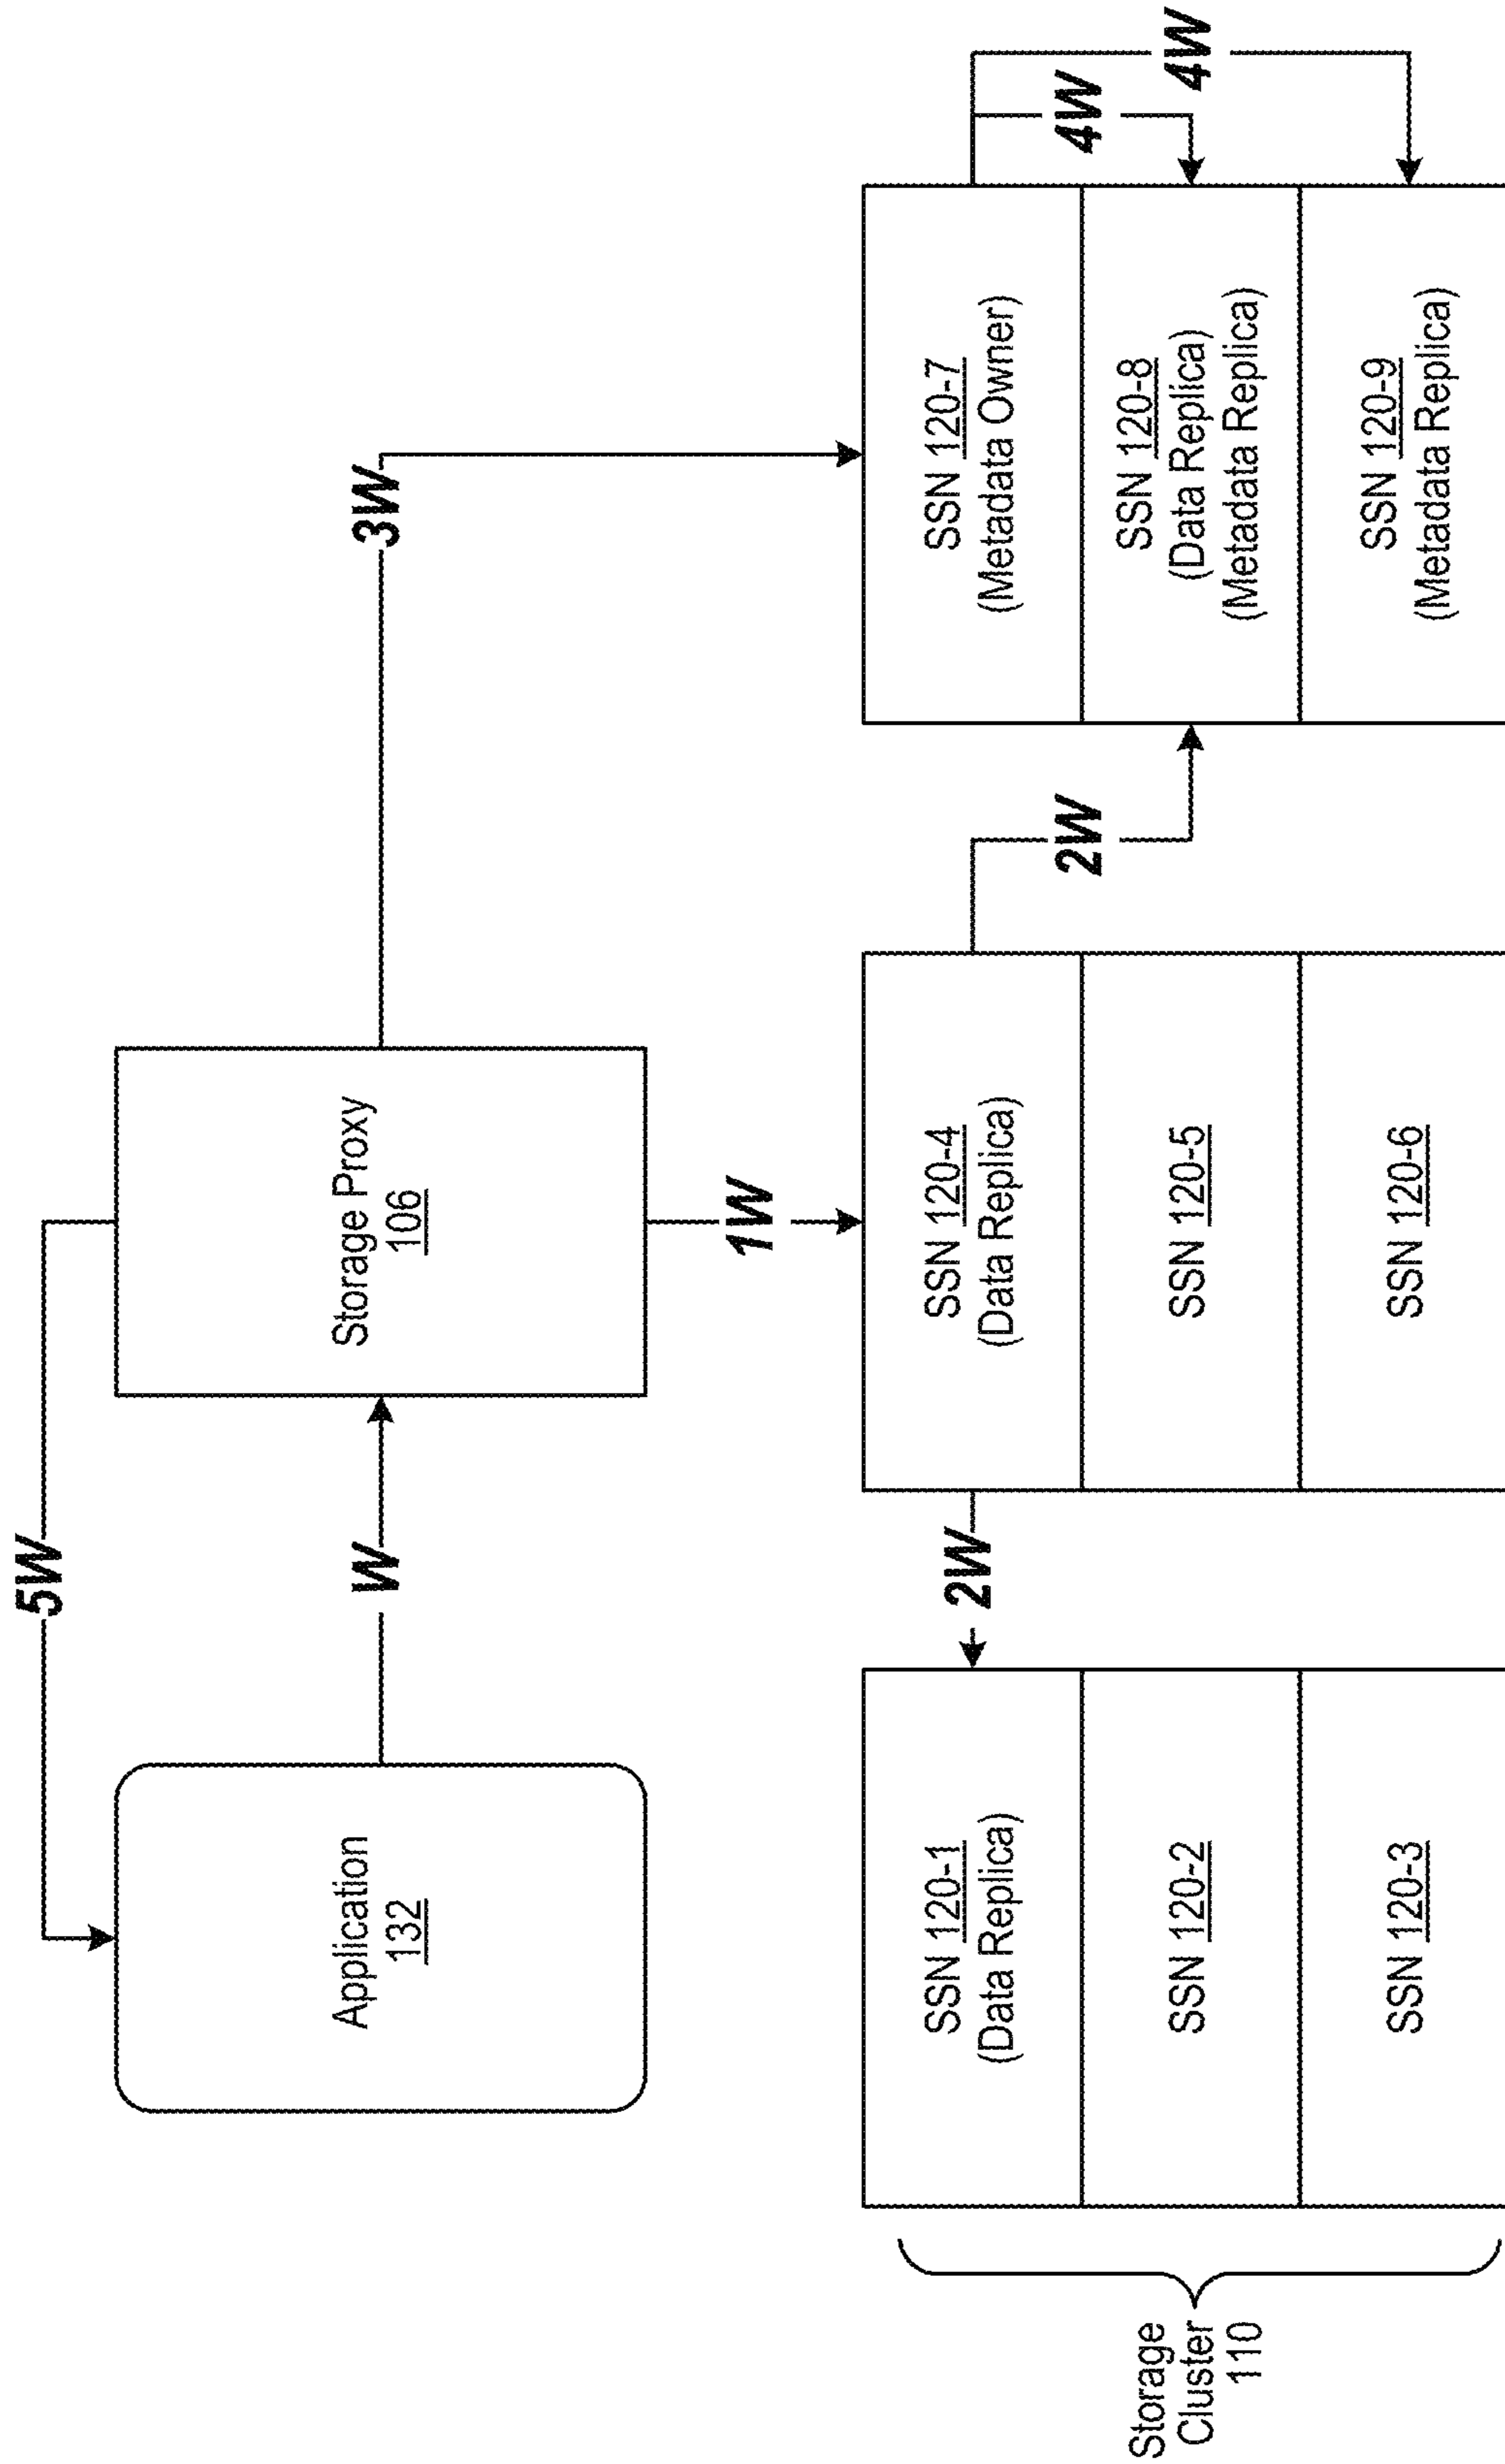 5W
Application
132
W
Storage Proxy
106
3W
1W
Storage
Cluster
110
SSN 120-1
(Data Replica)
SSN 120-2
SSN 120-3
2W
SSN 120-4
(Data Replica)
SSN 120-5
SSN 120-6
2W
SSN 120-7
(Metadata Owner)
SSN 120-8
(Data Replica)
(Metadata Replica)
SSN 120-9
(Metadata Replica)
4W
4W